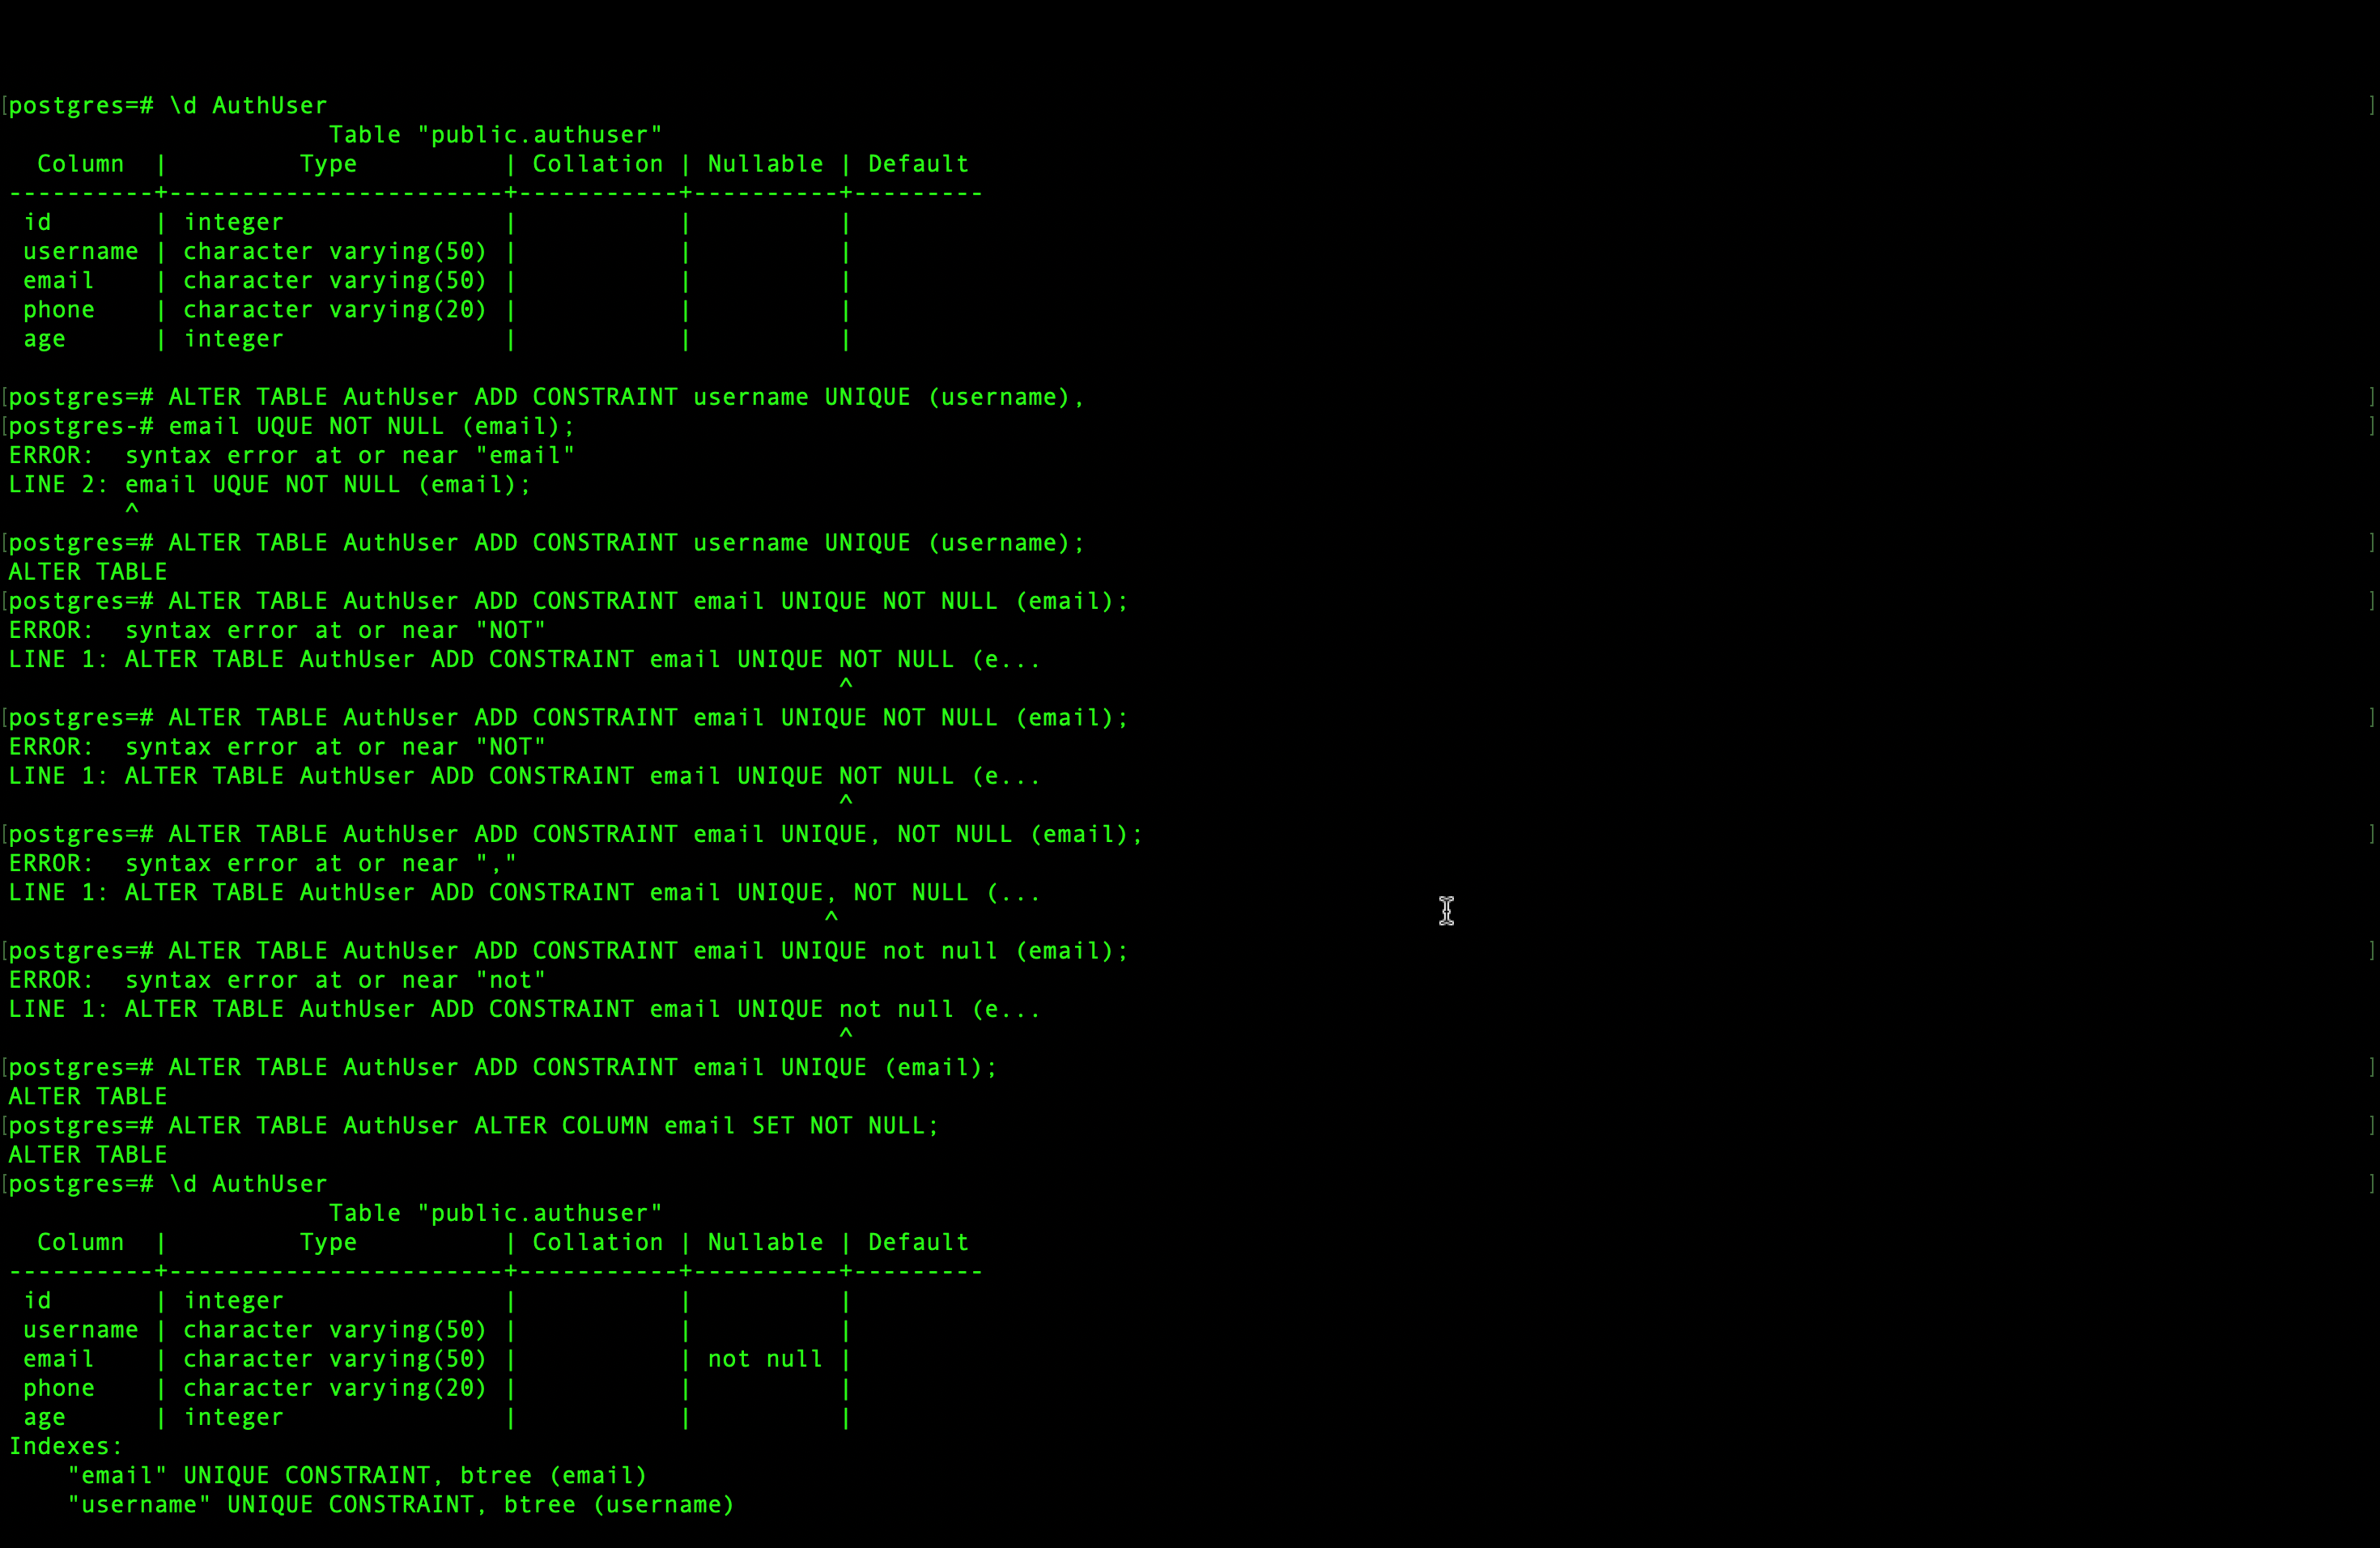 [postgres=# \d AuthUser ]
                      Table "public.authuser"
  Column  |         Type          | Collation | Nullable | Default
----------+-----------------------+-----------+----------+---------
 id       | integer               |           |          |
 username | character varying(50) |           |          |
 email    | character varying(50) |           |          |
 phone    | character varying(20) |           |          |
 age      | integer               |           |          |
[postgres=# ALTER TABLE AuthUser ADD CONSTRAINT username UNIQUE (username), ]
[postgres-# email UQUE NOT NULL (email); ]
ERROR:  syntax error at or near "email"
LINE 2: email UQUE NOT NULL (email);
        ^
[postgres=# ALTER TABLE AuthUser ADD CONSTRAINT username UNIQUE (username); ]
ALTER TABLE
[postgres=# ALTER TABLE AuthUser ADD CONSTRAINT email UNIQUE NOT NULL (email); ]
ERROR:  syntax error at or near "NOT"
LINE 1: ALTER TABLE AuthUser ADD CONSTRAINT email UNIQUE NOT NULL (e...
                                                         ^
[postgres=# ALTER TABLE AuthUser ADD CONSTRAINT email UNIQUE NOT NULL (email); ]
ERROR:  syntax error at or near "NOT"
LINE 1: ALTER TABLE AuthUser ADD CONSTRAINT email UNIQUE NOT NULL (e...
                                                         ^
[postgres=# ALTER TABLE AuthUser ADD CONSTRAINT email UNIQUE, NOT NULL (email); ]
ERROR:  syntax error at or near ","
LINE 1: ALTER TABLE AuthUser ADD CONSTRAINT email UNIQUE, NOT NULL (...
                                                        ^
[postgres=# ALTER TABLE AuthUser ADD CONSTRAINT email UNIQUE not null (email); ]
ERROR:  syntax error at or near "not"
LINE 1: ALTER TABLE AuthUser ADD CONSTRAINT email UNIQUE not null (e...
                                                         ^
[postgres=# ALTER TABLE AuthUser ADD CONSTRAINT email UNIQUE (email); ]
ALTER TABLE
[postgres=# ALTER TABLE AuthUser ALTER COLUMN email SET NOT NULL; ]
ALTER TABLE
[postgres=# \d AuthUser ]
                      Table "public.authuser"
  Column  |         Type          | Collation | Nullable | Default
----------+-----------------------+-----------+----------+---------
 id       | integer               |           |          |
 username | character varying(50) |           |          |
 email    | character varying(50) |           | not null |
 phone    | character varying(20) |           |          |
 age      | integer               |           |          |
Indexes:
    "email" UNIQUE CONSTRAINT, btree (email)
    "username" UNIQUE CONSTRAINT, btree (username)